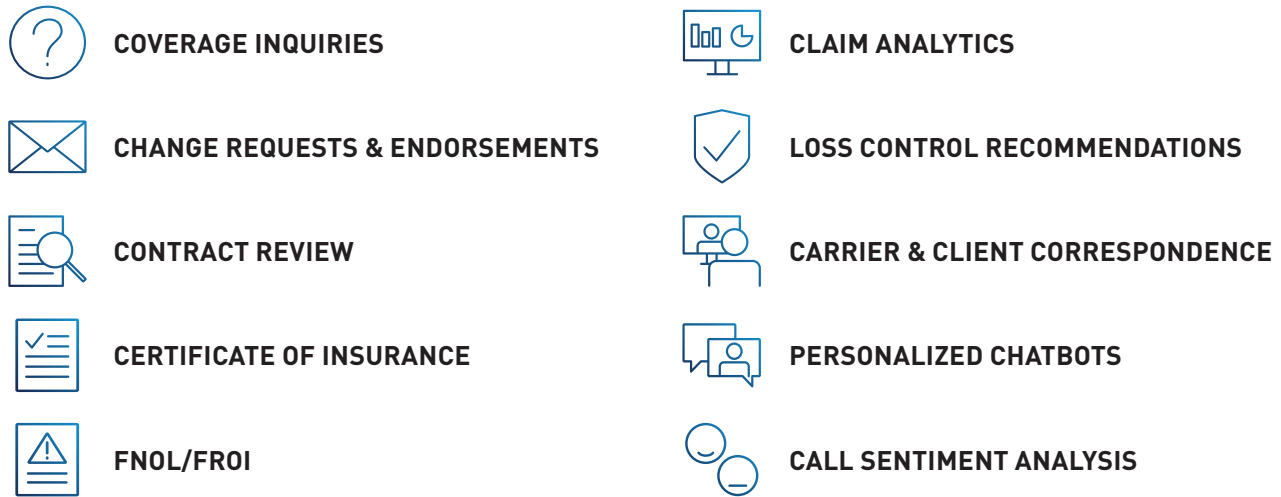 COVERAGE INQUIRIES
CHANGE REQUESTS & ENDORSEMENTS
CONTRACT REVIEW
CERTIFICATE OF INSURANCE
FNOL/FROI
CLAIM ANALYTICS
LOSS CONTROL RECOMMENDATIONS
CARRIER & CLIENT CORRESPONDENCE
PERSONALIZED CHATBOTS
CALL SENTIMENT ANALYSIS